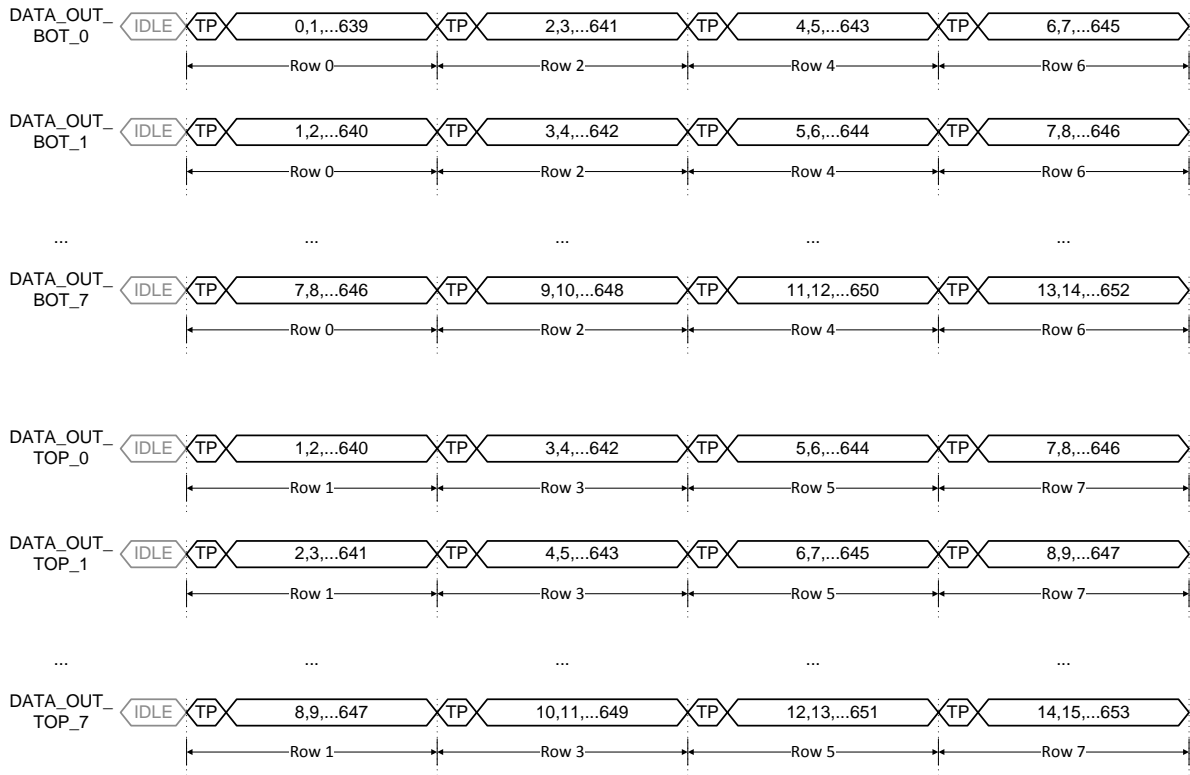 DATA_OUT_
BOT_0
IDLE TP 0,1,...639 TP 2,3,...641 TP 4,5,...643 TP 6,7,...645
Row 0 Row 2 Row 4 Row 6
DATA_OUT_
BOT_1
IDLE TP 1,2,...640 TP 3,4,...642 TP 5,6,...644 TP 7,8,...646
Row 0 Row 2 Row 4 Row 6
... ... ... ... ...
DATA_OUT_
BOT_7
IDLE TP 7,8,...646 TP 9,10,...648 TP 11,12,...650 TP 13,14,...652
Row 0 Row 2 Row 4 Row 6
DATA_OUT_
TOP_0
IDLE TP 1,2,...640 TP 3,4,...642 TP 5,6,...644 TP 7,8,...646
Row 1 Row 3 Row 5 Row 7
DATA_OUT_
TOP_1
IDLE TP 2,3,...641 TP 4,5,...643 TP 6,7,...645 TP 8,9,...647
Row 1 Row 3 Row 5 Row 7
... ... ... ... ...
DATA_OUT_
TOP_7
IDLE TP 8,9,...647 TP 10,11,...649 TP 12,13,...651 TP 14,15,...653
Row 1 Row 3 Row 5 Row 7